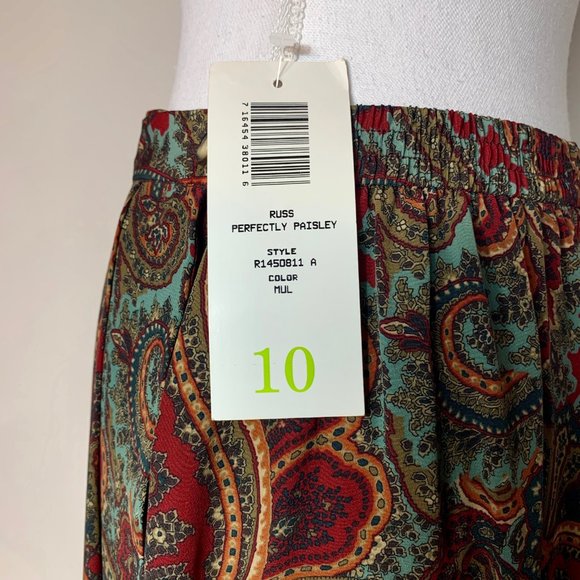 7 16454 38011 6
RUSS
PERFECTLY PAISLEY
STYLE
R1450811 A
COLOR
MUL
10